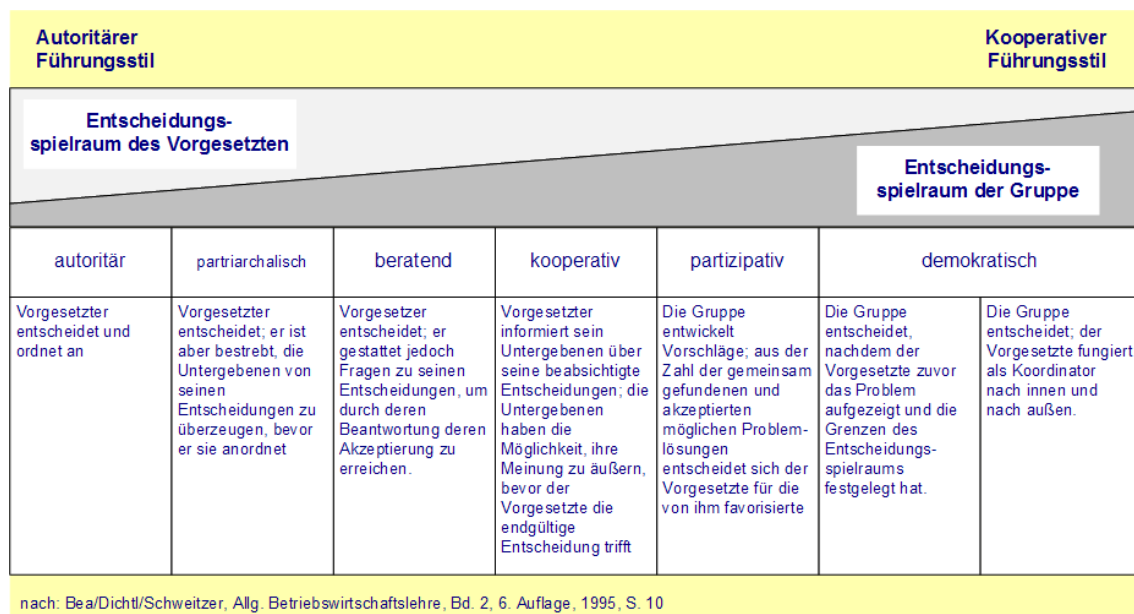 Autoritärer
Führungsstil
Kooperativer
Führungsstil
Entscheidungs-
spielraum des Vorgesetzten
Entscheidungs-
spielraum der Gruppe
autoritär
partriarchalisch
beratend
kooperativ
partizipativ
demokratisch
Vorgesetzter
entscheidet und
ordnet an
Vorgesetzter
entscheidet; er ist
aber bestrebt, die
Untergebenen von
seinen
Entscheidungen zu
überzeugen, bevor
er sie anordnet
Vorgesetzer
entscheidet; er
gestattet jedoch
Fragen zu seinen
Entscheidungen, um
durch deren
Beantwortung deren
Akzeptierung zu
erreichen.
Vorgesetzter
informiert sein
Untergebenen über
seine beabsichtigte
Entscheidungen; die
Untergebenen
haben die
Möglichkeit, ihre
Meinung zu äußern,
bevor der
Vorgesetzte die
endgültige
Entscheidung trifft
Die Gruppe
entwickelt
Vorschläge; aus der
Zahl der gemeinsam
gefundenen und
akzeptierten
möglichen Problem-
lösungen
entscheidet sich der
Vorgesetzte für die
von ihm favorisierte
Die Gruppe
entscheidet,
nachdem der
Vorgesetzte zuvor
das Problem
aufgezeigt und die
Grenzen des
Entscheidungs-
spielraums
festgelegt hat.
Die Gruppe
entscheidet; der
Vorgesetzte fungiert
als Koordinator
nach innen und
nach außen.
nach: Bea/Dichtl/Schweitzer, Allg. Betriebswirtschaftslehre, Bd. 2, 6. Auflage, 1995, S. 10